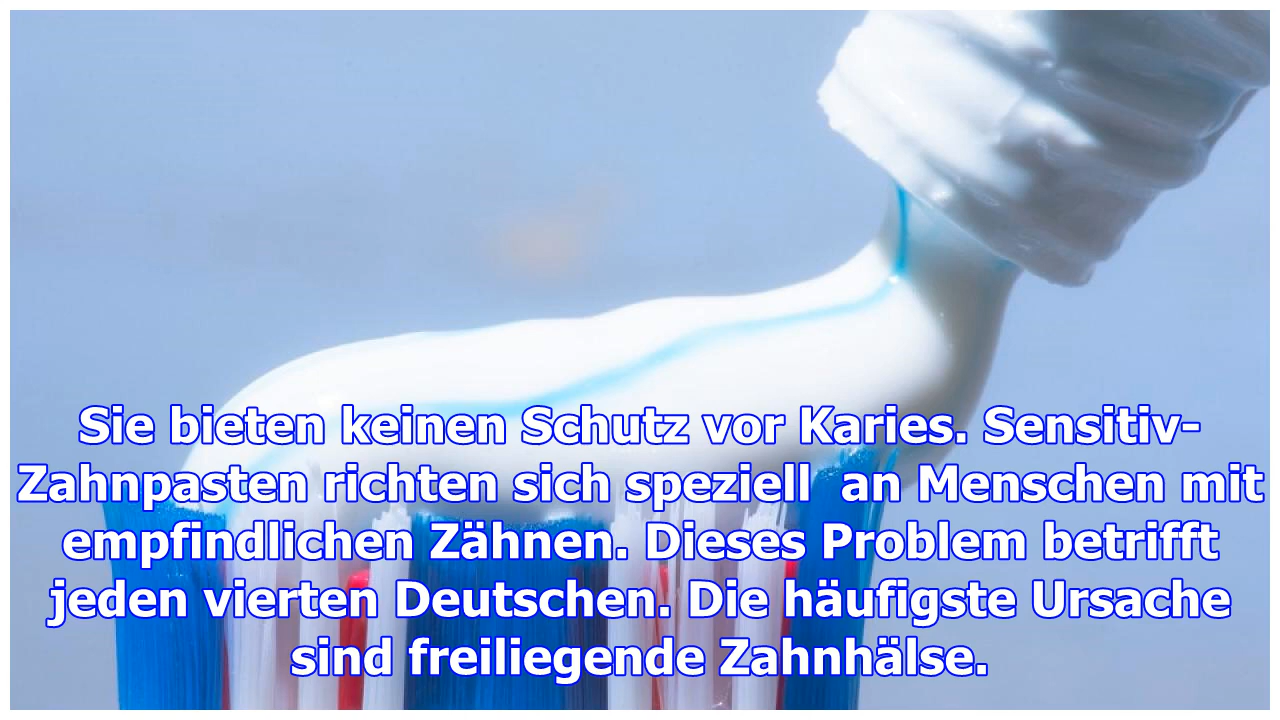 Sie bieten keinen Schutz vor Karies. Sensitiv-
Zahnpasten richten sich speziell  an Menschen mit
empfindlichen Zähnen. Dieses Problem betrifft
jeden vierten Deutschen. Die häufigste Ursache
sind freiliegende Zahnhälse.